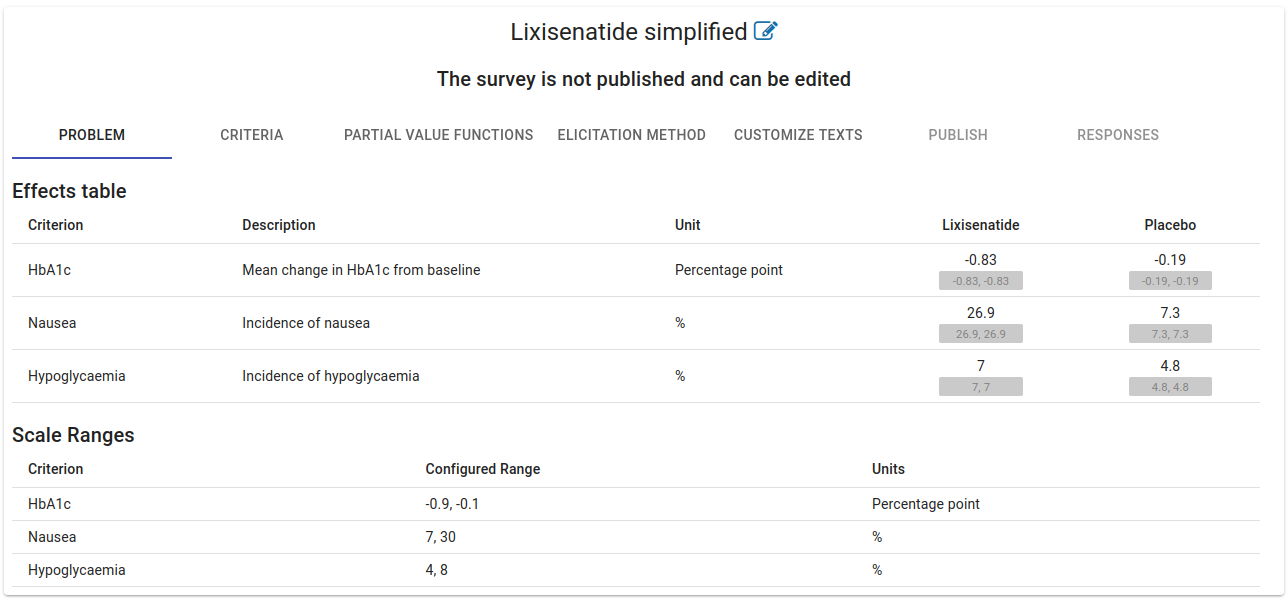 Lixisenatide simplified
The survey is not published and can be edited
PROBLEM CRITERIA PARTIAL VALUE FUNCTIONS ELICITATION METHOD CUSTOMIZE TEXTS PUBLISH RESPONSES
Effects table
Criterion Description Unit Lixisenatide Placebo
HbA1c Mean change in HbA1c from baseline Percentage point -0.83 -0.19
-0.83, -0.83 -0.19, -0.19
Nausea Incidence of nausea % 26.9 7.3
26.9, 26.9 7.3, 7.3
Hypoglycaemia Incidence of hypoglycaemia % 7 4.8
7, 7 4.8, 4.8
Scale Ranges
Criterion Configured Range Units
HbA1c -0.9, -0.1 Percentage point
Nausea 7, 30 %
Hypoglycaemia 4, 8 %